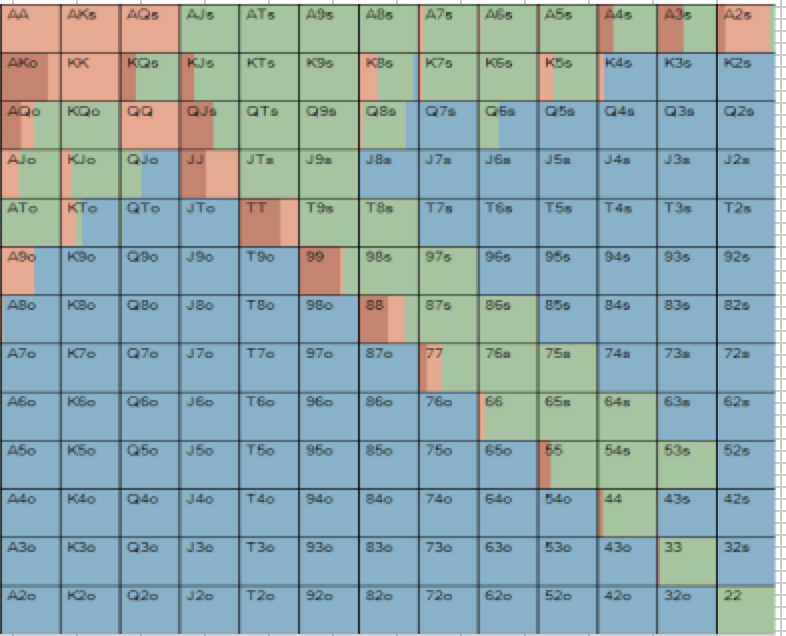 AA AKs AQs AJs ATs A9s A8s A7s A6s A5s A4s A3s A2s
AKo KK KQs KJs KTs K9s K8s K7s K6s K5s K4s K3s K2s
AQo KQo QQ QJs QTs Q9s Q8s Q7s Q6s Q5s Q4s Q3s Q2s
AJo KJo QJo JJ JTs J9s J8s J7s J6s J5s J4s J3s J2s
ATo KTo QTo JTo TT T9s T8s T7s T6s T5s T4s T3s T2s
A9o K9o Q9o J9o T9o 99 98s 97s 96s 95s 94s 93s 92s
A8o K8o Q8o J8o T8o 98o 88 87s 86s 85s 84s 83s 82s
A7o K7o Q7o J7o T7o 97o 87o 77 76s 75s 74s 73s 72s
A6o K6o Q6o J6o T6o 96o 86o 76o 66 65s 64s 63s 62s
A5o K5o Q5o J5o T5o 95o 85o 75o 65o 55 54s 53s 52s
A4o K4o Q4o J4o T4o 94o 84o 74o 64o 54o 44 43s 42s
A3o K3o Q3o J3o T3o 93o 83o 73o 63o 53o 43o 33 32s
A2o K2o Q2o J2o T2o 92o 82o 72o 62o 52o 42o 32o 22